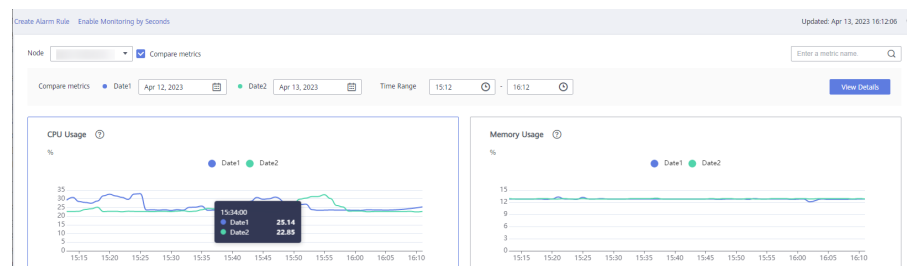 Create Alarm Rule Enable Monitoring by Seconds Updated: Apr 13, 2023 16:12:06
Node Compare metrics Enter a metric name.
Compare metrics Date1 Apr 12, 2023 Date2 Apr 13, 2023 Time Range 15:12 - 16:12 View Details
CPU Usage ?
%
Date1 Date2
35
30
25
20
15
10
5
0
15:15 15:20 15:25 15:30 15:35 15:40 15:45 15:50 15:55 16:00 16:05 16:10
15:34:00
Date1 25.14
Date2 22.85
Memory Usage ?
%
Date1 Date2
15
12
9
6
3
0
15:15 15:20 15:25 15:30 15:35 15:40 15:45 15:50 15:55 16:00 16:05 16:10